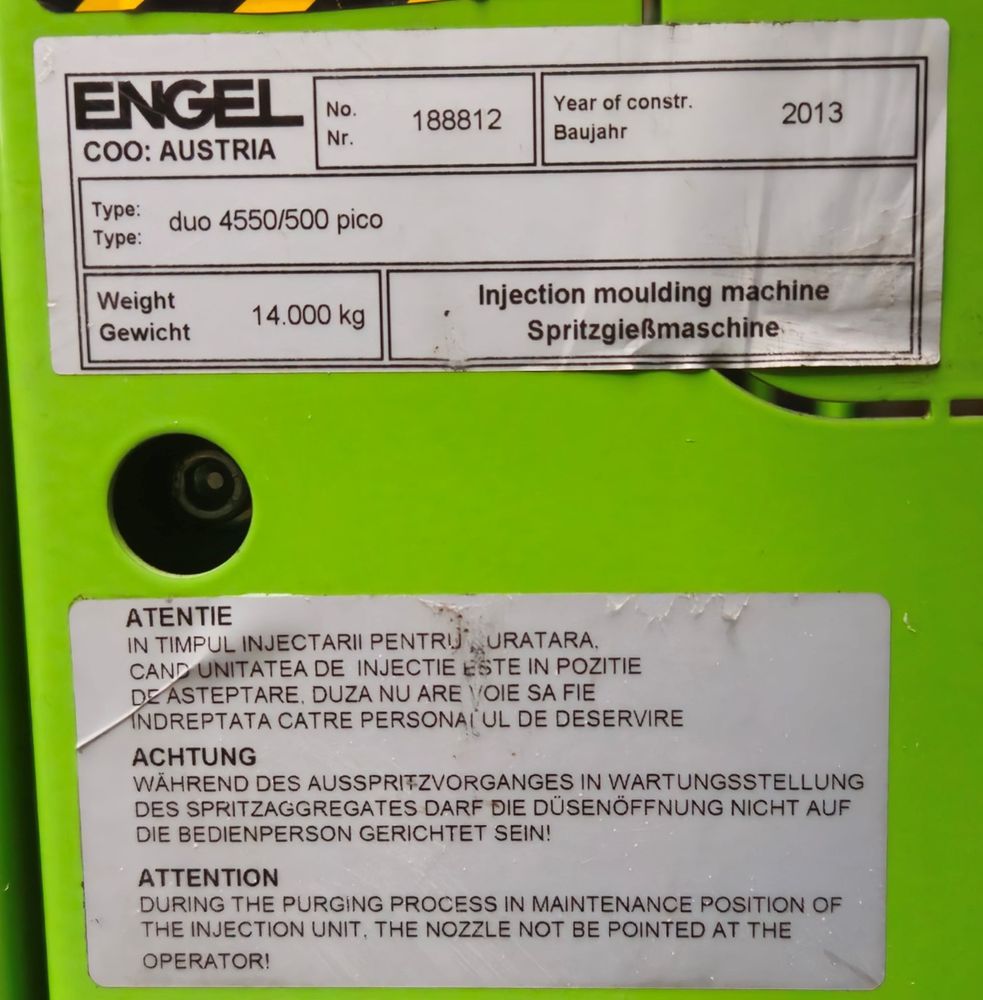 ENGEL
COO: AUSTRIA
No.
Nr.
188812
Year of constr.
Baujahr
2013
Type:
Type:
duo 4550/500 pico
Weight
Gewicht
14.000 kg
Injection moulding machine
Spritzgießmaschine
ATENTIE
IN TIMPUL INJECTARII PENTRU URATARA,
CAND UNITATEA DE INJECTIE ESTE IN POZITIE
DE ASTEPTARE, DUZA NU ARE VOIE SA FIE
INDREPTATA CATRE PERSONALUL DE DESERVIRE
ACHTUNG
WÄHREND DES AUSSPRITZVORGANGES IN WARTUNGSSTELLUNG
DES SPRITZAGGREGATES DARF DIE DÜSENÖFFNUNG NICHT AUF
DIE BEDIENPERSON GERICHTET SEIN!
ATTENTION
DURING THE PURGING PROCESS IN MAINTENANCE POSITION OF
THE INJECTION UNIT, THE NOZZLE NOT BE POINTED AT THE
OPERATOR!